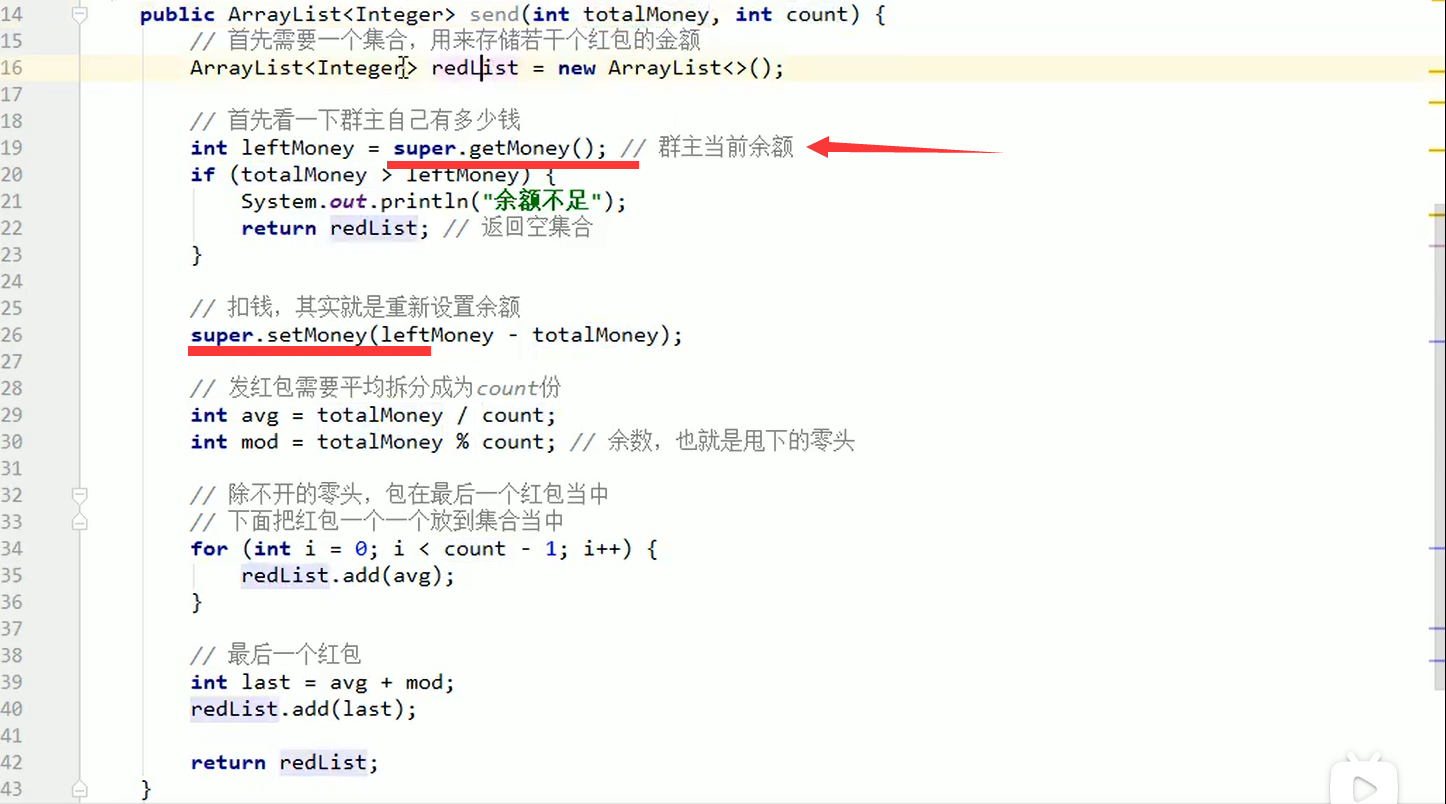 14 public ArrayList<Integer> send(int totalMoney, int count) {
15 // 首先需要一个集合，用来存储若干个红包的金额
16 ArrayList<Integer> redList = new ArrayList<>();
17
18 // 首先看一下群主自己有多少钱
19 int leftMoney = super.getMoney(); // 群主当前余额
20 if (totalMoney > leftMoney) {
21 System.out.println("余额不足");
22 return redList; // 返回空集合
23 }
24
25 // 扣钱，其实就是重新设置余额
26 super.setMoney(leftMoney - totalMoney);
27
28 // 发红包需要平均拆分成为count份
29 int avg = totalMoney / count;
30 int mod = totalMoney % count; // 余数，也就是甩下的零头
31
32 // 除不开的零头，包在最后一个红包当中
33 // 下面把红包一个一个放到集合当中
34 for (int i = 0; i < count - 1; i++) {
35 redList.add(avg);
36 }
37
38 // 最后一个红包
39 int last = avg + mod;
40 redList.add(last);
41
42 return redList;
43 }